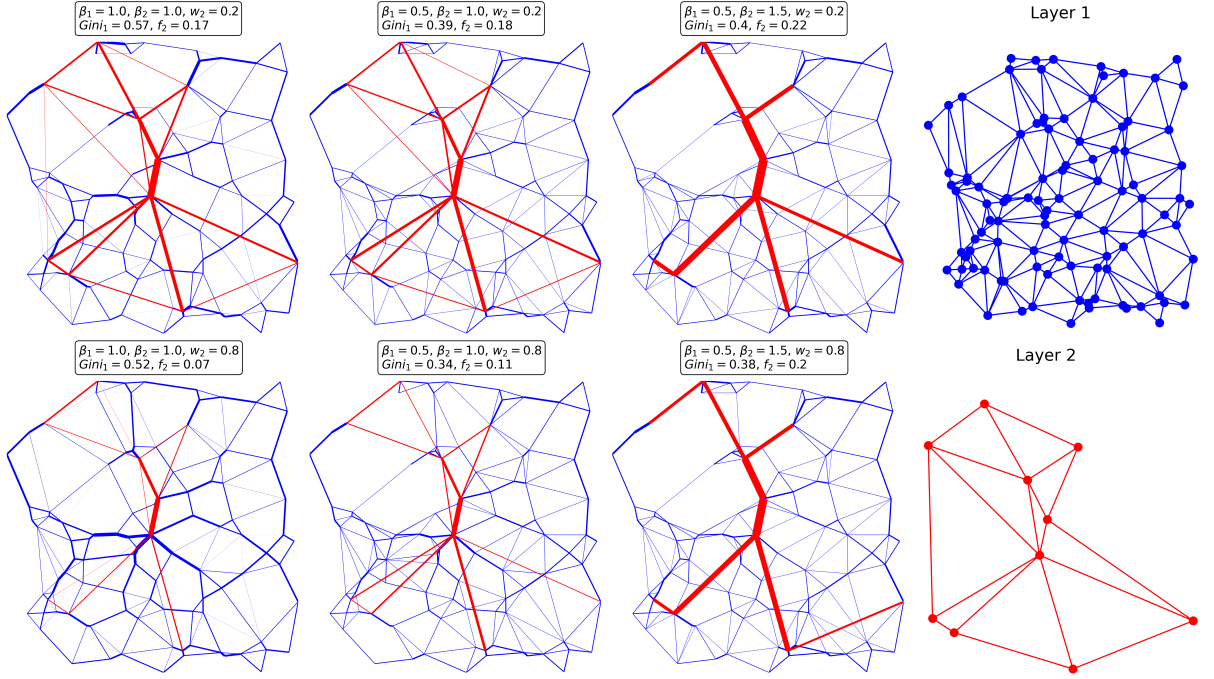 β₁ = 1.0, β₂ = 1.0, w₂ = 0.2
Gini₁ = 0.57, f₂ = 0.17
β₁ = 0.5, β₂ = 1.0, w₂ = 0.2
Gini₁ = 0.39, f₂ = 0.18
β₁ = 0.5, β₂ = 1.5, w₂ = 0.2
Gini₁ = 0.4, f₂ = 0.22
Layer 1
β₁ = 1.0, β₂ = 1.0, w₂ = 0.8
Gini₁ = 0.52, f₂ = 0.07
β₁ = 0.5, β₂ = 1.0, w₂ = 0.8
Gini₁ = 0.34, f₂ = 0.11
β₁ = 0.5, β₂ = 1.5, w₂ = 0.8
Gini₁ = 0.38, f₂ = 0.2
Layer 2